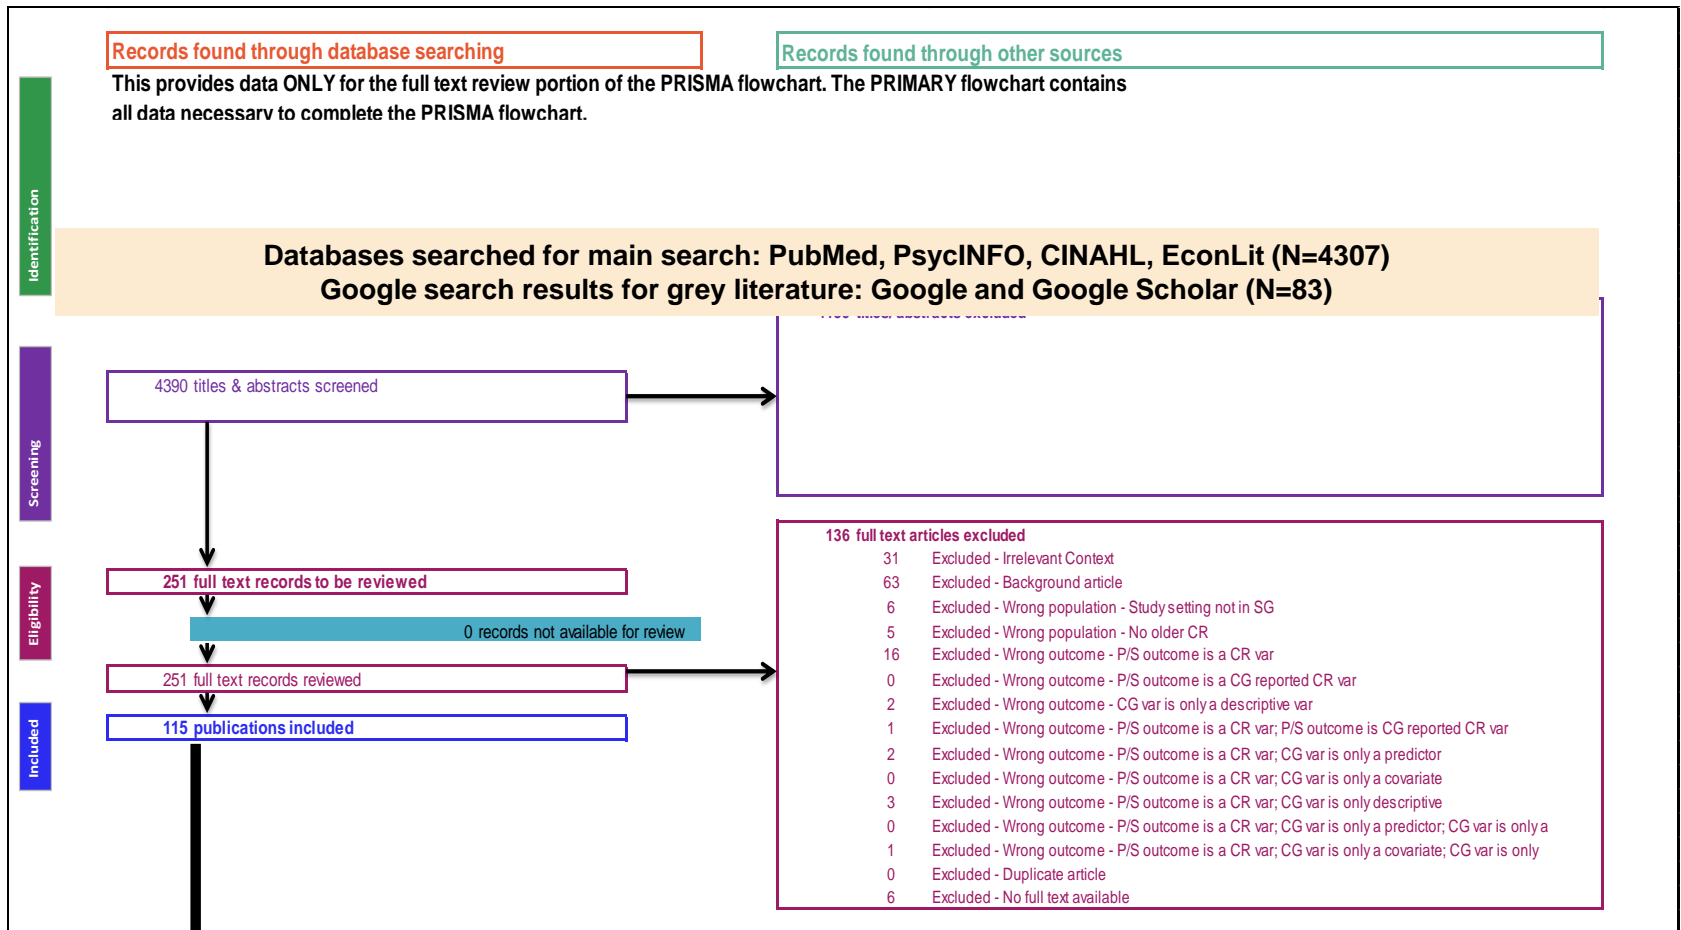 Records found through database searching
Records found through other sources
This provides data ONLY for the full text review portion of the PRISMA flowchart. The PRIMARY flowchart contains
all data necessary to complete the PRISMA flowchart.
Identification
Databases searched for main search: PubMed, PsycINFO, CINAHL, EconLit (N=4307)
Google search results for grey literature: Google and Google Scholar (N=83)
titles/abstracts excluded
Screening
4390 titles & abstracts screened
Eligibility
251 full text records to be reviewed
0 records not available for review
251 full text records reviewed
Included
115 publications included
136 full text articles excluded
31 Excluded - Irrelevant Context
63 Excluded - Background article
6 Excluded - Wrong population - Study setting not in SG
5 Excluded - Wrong population - No older CR
16 Excluded - Wrong outcome - P/S outcome is a CR var
0 Excluded - Wrong outcome - P/S outcome is a CG reported CR var
2 Excluded - Wrong outcome - CG var is only a descriptive var
1 Excluded - Wrong outcome - P/S outcome is a CR var; P/S outcome is CG reported CR var
2 Excluded - Wrong outcome - P/S outcome is a CR var; CG var is only a predictor
0 Excluded - Wrong outcome - P/S outcome is a CR var; CG var is only a covariate
3 Excluded - Wrong outcome - P/S outcome is a CR var; CG var is only descriptive
0 Excluded - Wrong outcome - P/S outcome is a CR var; CG var is only a predictor; CG var is only a
1 Excluded - Wrong outcome - P/S outcome is a CR var; CG var is only a covariate; CG var is only
0 Excluded - Duplicate article
6 Excluded - No full text available